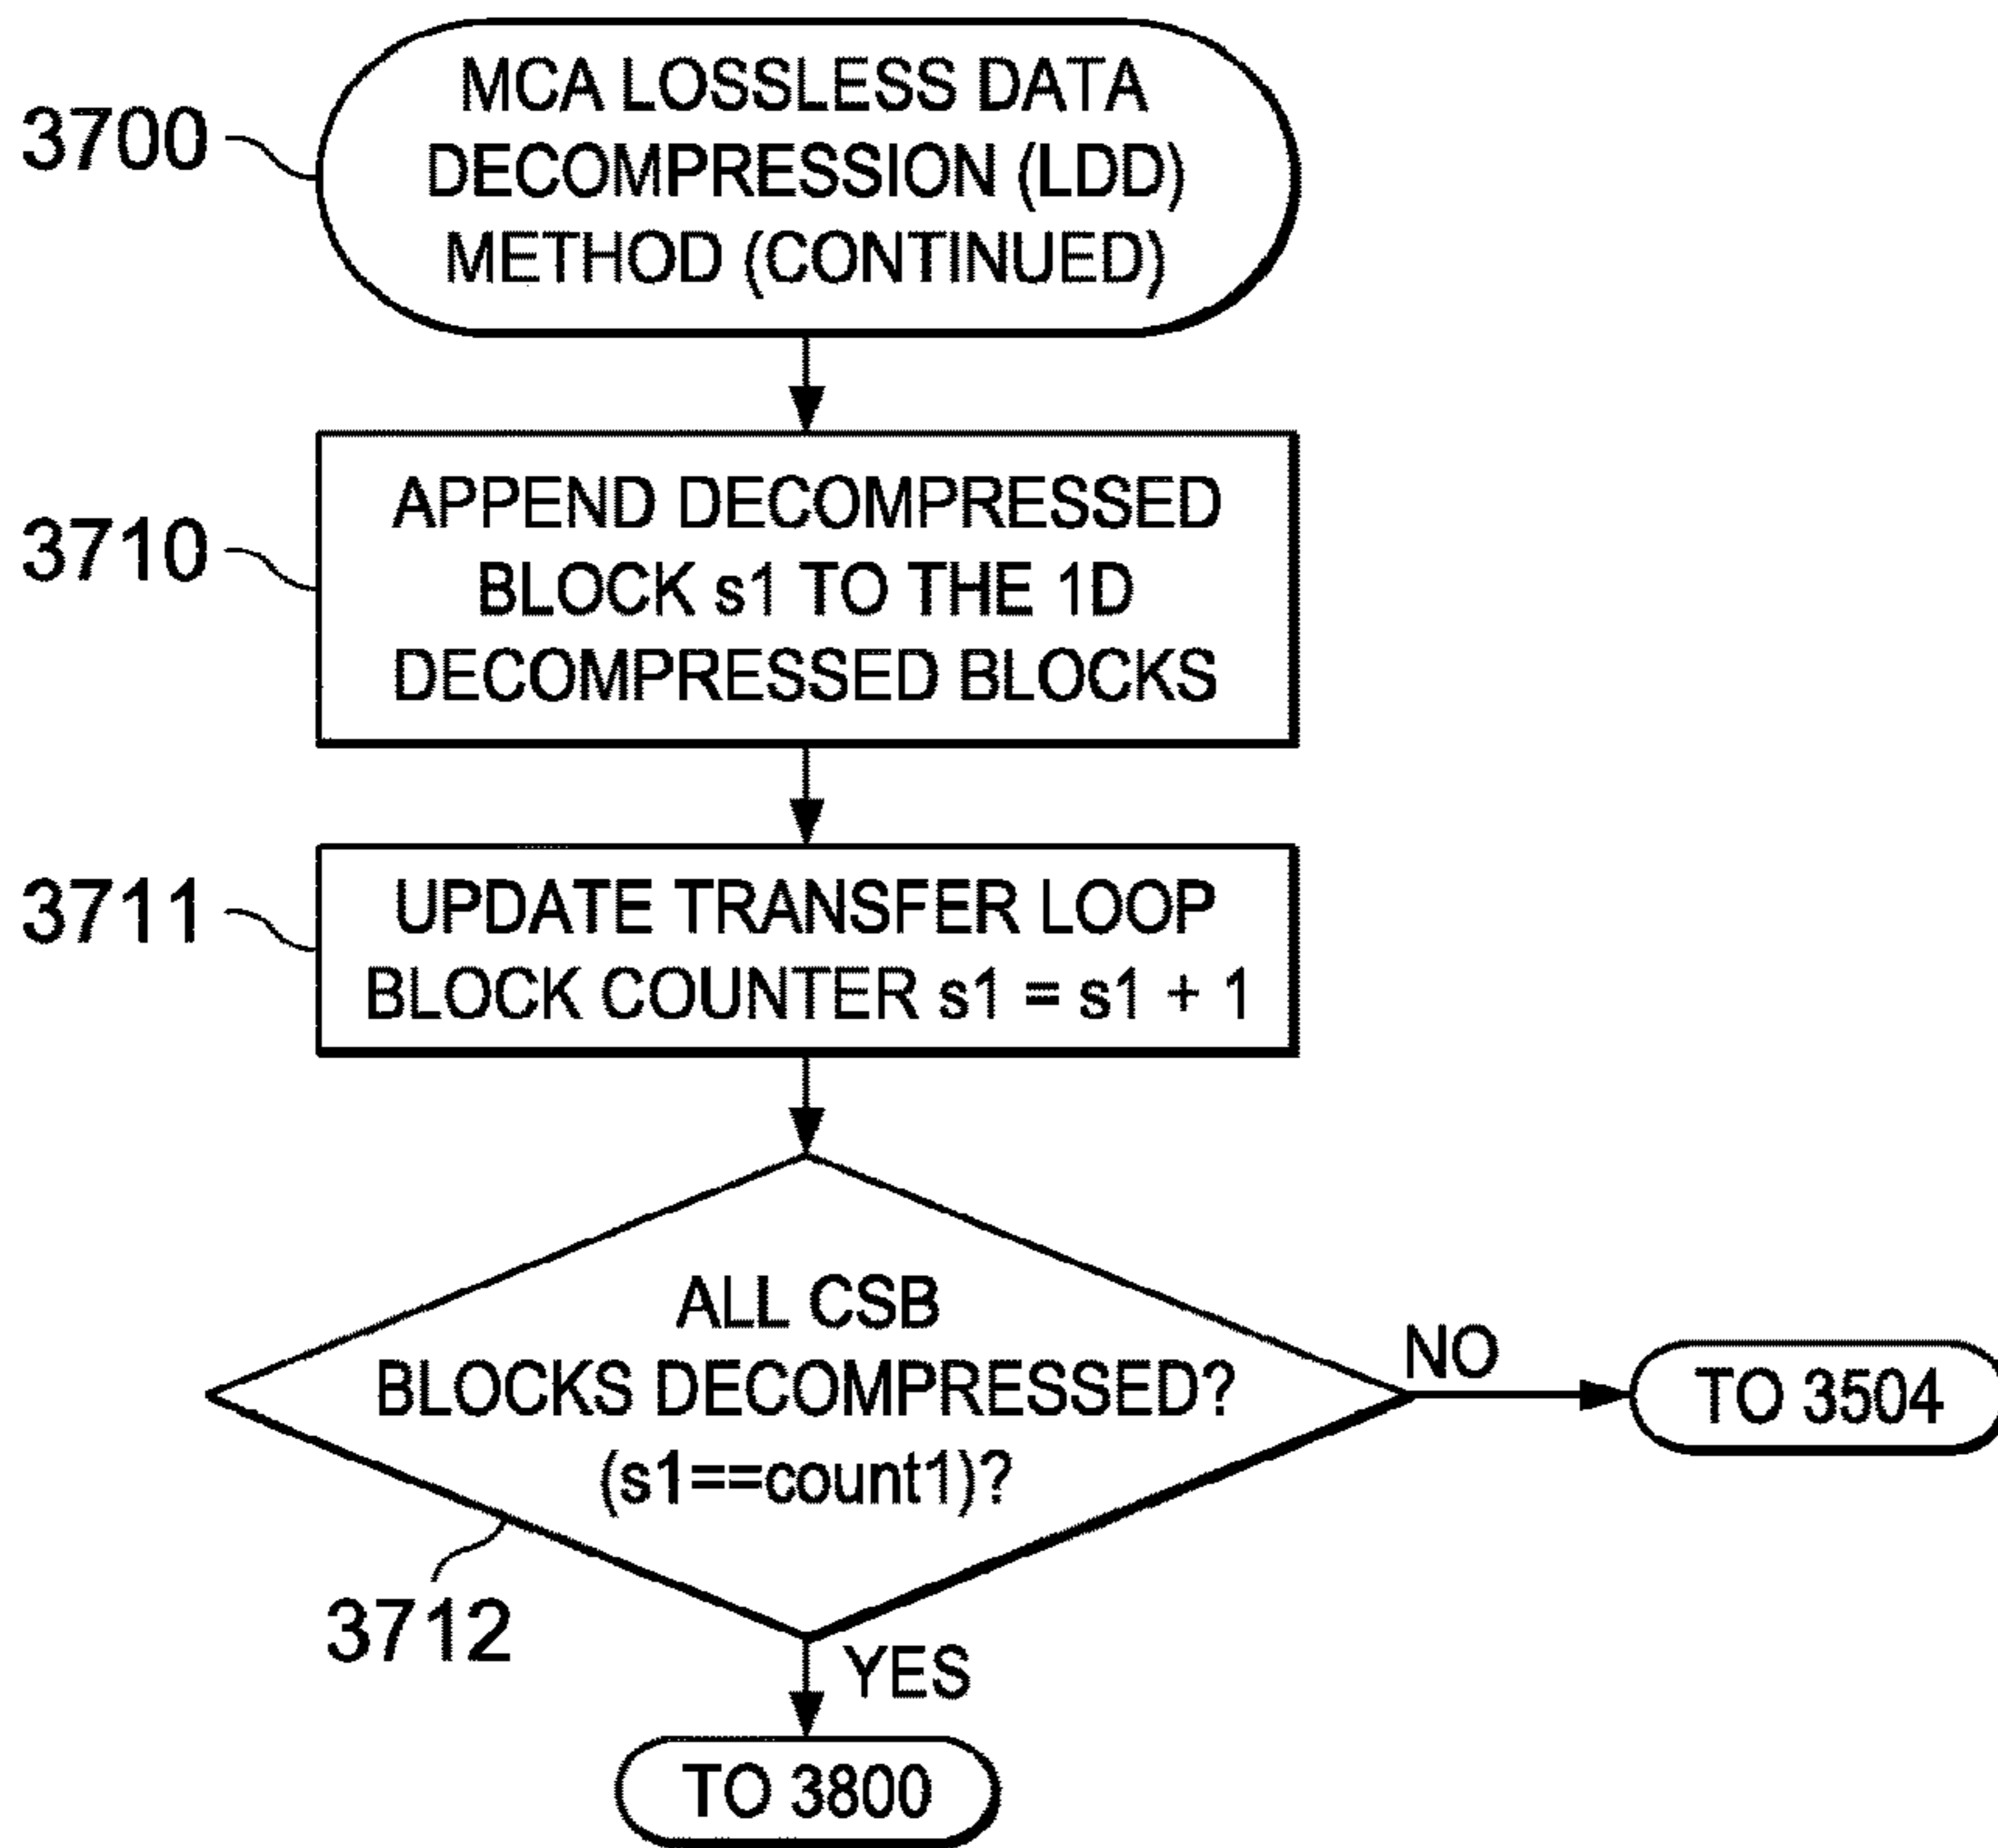 3700
MCA LOSSLESS DATA
DECOMPRESSION (LDD)
METHOD (CONTINUED)
3710
APPEND DECOMPRESSED
BLOCK s1 TO THE 1D
DECOMPRESSED BLOCKS
3711
UPDATE TRANSFER LOOP
BLOCK COUNTER s1 = s1 + 1
ALL CSB
BLOCKS DECOMPRESSED?
(s1==count1)?
NO
TO 3504
3712
YES
TO 3800